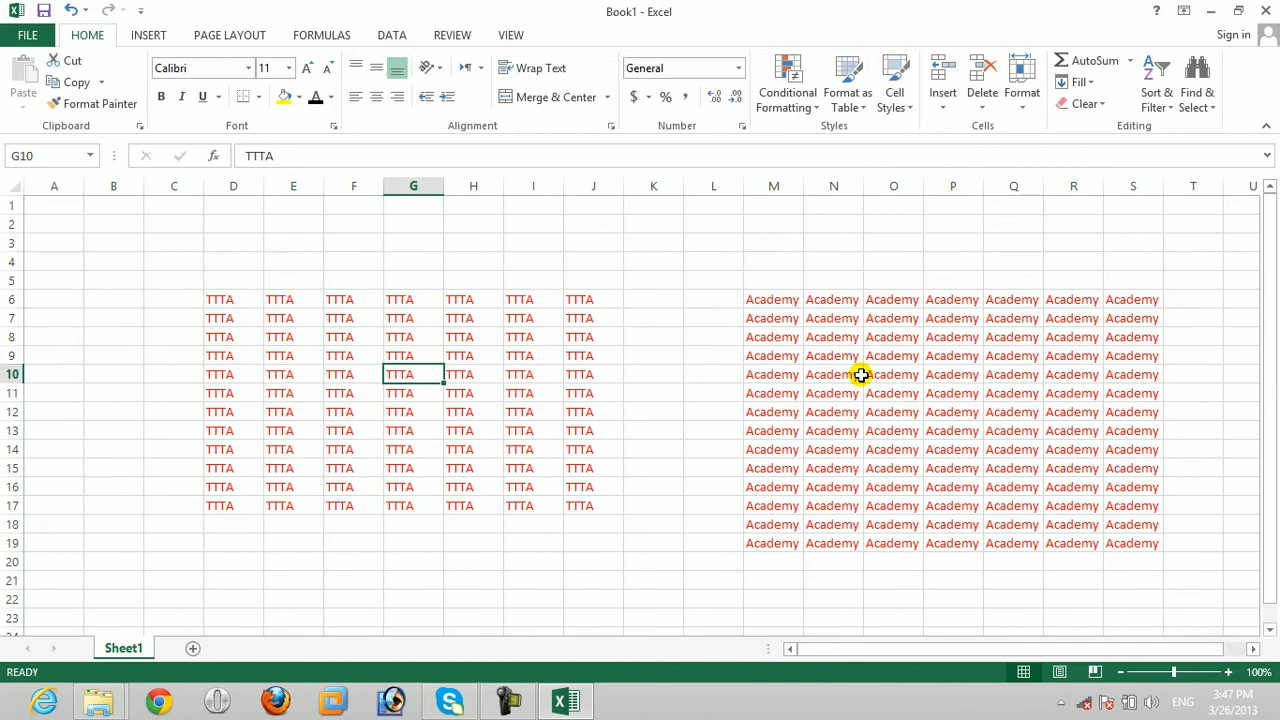 Book1 - Excel
?
FILE HOME INSERT PAGE LAYOUT FORMULAS DATA REVIEW VIEW Sign in
Paste
Cut
Copy
Format Painter
Clipboard
Calibri 11
B I U
Font
Wrap Text
Merge & Center
Alignment
General
$ % ,
Number
Conditional Formatting
Format as Table
Cell Styles
Styles
Insert
Delete
Format
Cells
AutoSum
Fill
Clear
Sort & Filter
Find & Select
Editing
G10 fx TTTA
A B C D E F G H I J K L M N O P Q R S T U
1
2
3
4
5
6 TTTA TTTA TTTA TTTA TTTA TTTA TTTA Academy Academy Academy Academy Academy Academy Academy
7 TTTA TTTA TTTA TTTA TTTA TTTA TTTA Academy Academy Academy Academy Academy Academy Academy
8 TTTA TTTA TTTA TTTA TTTA TTTA TTTA Academy Academy Academy Academy Academy Academy Academy
9 TTTA TTTA TTTA TTTA TTTA TTTA TTTA Academy Academy Academy Academy Academy Academy Academy
10 TTTA TTTA TTTA TTTA TTTA TTTA TTTA Academy Academy Academy Academy Academy Academy Academy
11 TTTA TTTA TTTA TTTA TTTA TTTA TTTA Academy Academy Academy Academy Academy Academy Academy
12 TTTA TTTA TTTA TTTA TTTA TTTA TTTA Academy Academy Academy Academy Academy Academy Academy
13 TTTA TTTA TTTA TTTA TTTA TTTA TTTA Academy Academy Academy Academy Academy Academy Academy
14 TTTA TTTA TTTA TTTA TTTA TTTA TTTA Academy Academy Academy Academy Academy Academy Academy
15 TTTA TTTA TTTA TTTA TTTA TTTA TTTA Academy Academy Academy Academy Academy Academy Academy
16 TTTA TTTA TTTA TTTA TTTA TTTA TTTA Academy Academy Academy Academy Academy Academy Academy
17 TTTA TTTA TTTA TTTA TTTA TTTA TTTA Academy Academy Academy Academy Academy Academy Academy
18 Academy Academy Academy Academy Academy Academy Academy
19 Academy Academy Academy Academy Academy Academy Academy
20
21
22
23
Sheet1
READY 100%
ENG
3:47 PM
3/26/2013